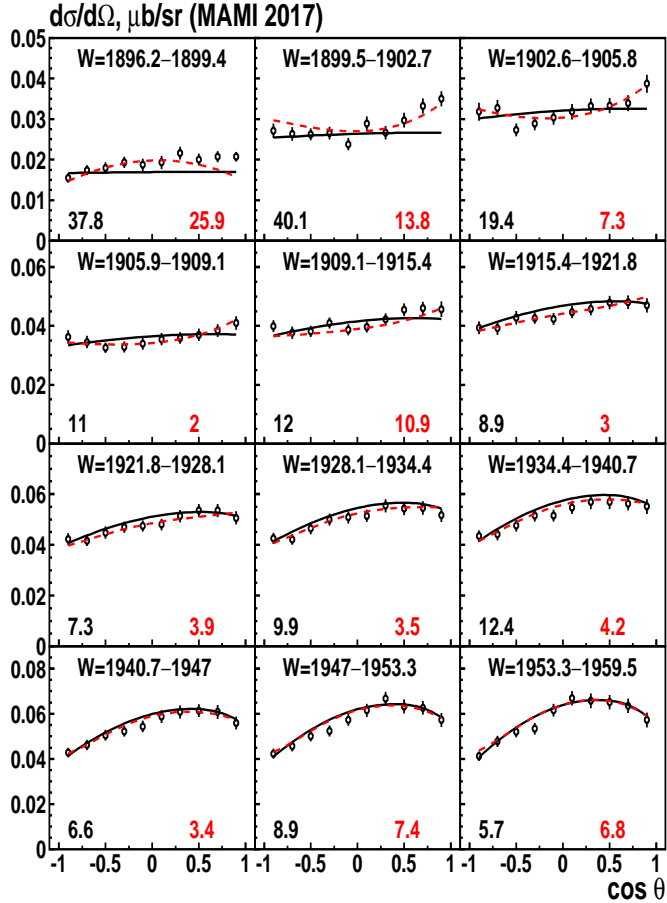 dσ/dΩ, μb/sr (MAMI 2017)
0.05
0.04
0.03
0.02
0.01
0
W=1896.2–1899.4
37.8 25.9
W=1899.5–1902.7
40.1 13.8
W=1902.6–1905.8
19.4 7.3
0.06
0.04
0.02
0
W=1905.9–1909.1
11 2
W=1909.1–1915.4
12 10.9
W=1915.4–1921.8
8.9 3
0.06
0.04
0.02
0
W=1921.8–1928.1
7.3 3.9
W=1928.1–1934.4
9.9 3.5
W=1934.4–1940.7
12.4 4.2
0.08
0.06
0.04
0.02
0
W=1940.7–1947
6.6 3.4
W=1947–1953.3
8.9 7.4
W=1953.3–1959.5
5.7 6.8
-1 -0.5 0 0.5 -1 -0.5 0 0.5 -1 -0.5 0 0.5 1
cos θ